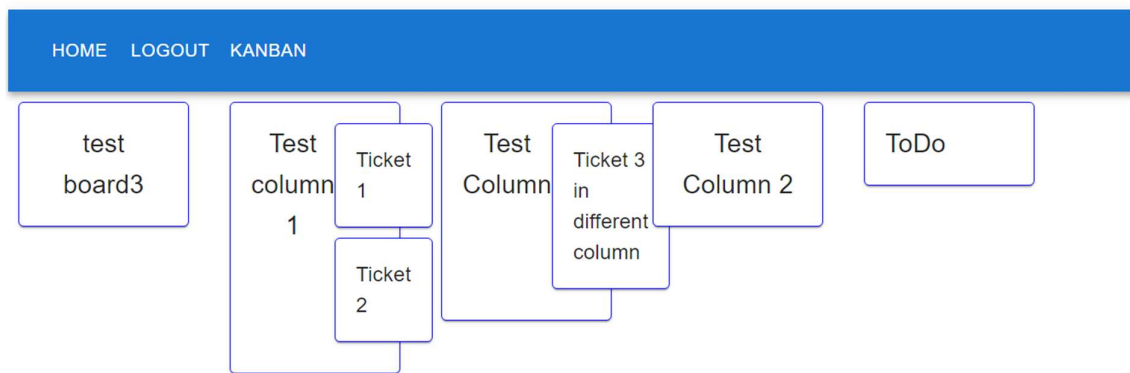 HOME LOGOUT KANBAN
test
board3
Test
column
1
Ticket
1
Ticket
2
Test
Column
Ticket 3
in
different
column
Test
Column 2
ToDo